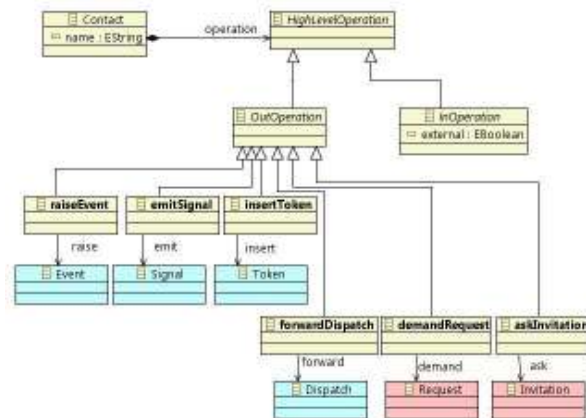 Contact
name : EString
operation
HighLevelOperation
OutOperation
InOperation
external : EBoolean
raiseEvent
emitSignal
insertToken
raise
emit
insert
Event
Signal
Token
forwardDispatch
demandRequest
askInvitation
forward
demand
ask
Dispatch
Request
Invitation